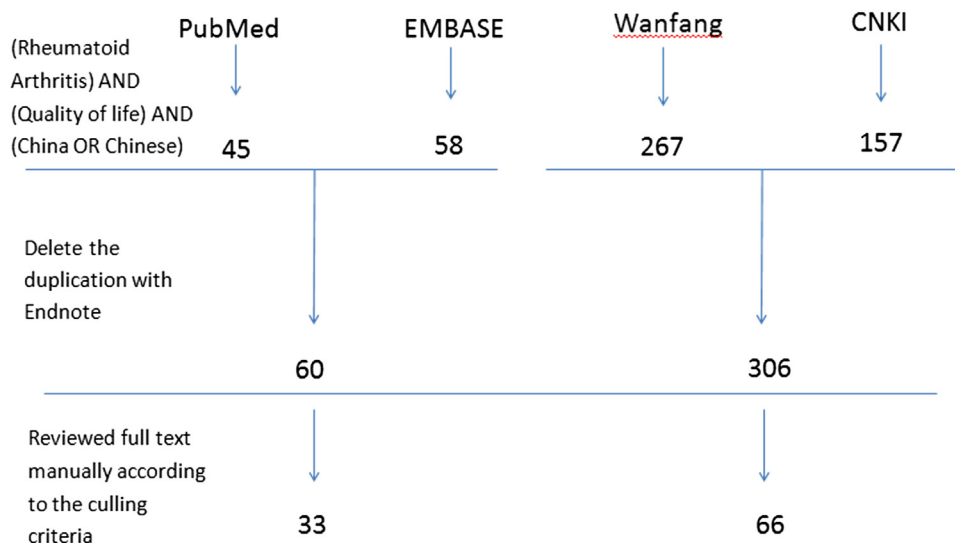 PubMed EMBASE Wanfang CNKI
(Rheumatoid
Arthritis) AND
(Quality of life) AND
(China OR Chinese)
45 58 267 157
Delete the
duplication with
Endnote
60 306
Reviewed full text
manually according
to the culling
criteria
33 66